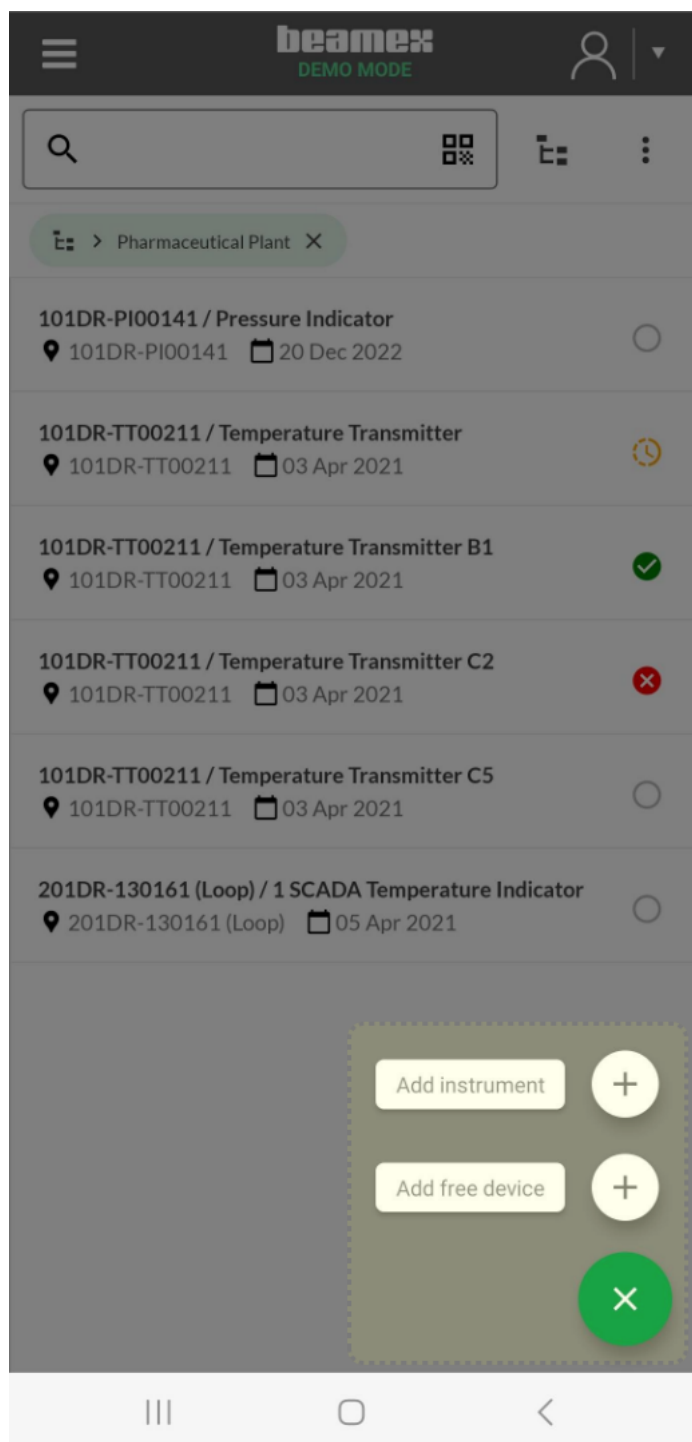 beamex
DEMO MODE
> Pharmaceutical Plant ×
101DR-PI00141 / Pressure Indicator
101DR-PI00141 20 Dec 2022
101DR-TT00211 / Temperature Transmitter
101DR-TT00211 03 Apr 2021
101DR-TT00211 / Temperature Transmitter B1
101DR-TT00211 03 Apr 2021
101DR-TT00211 / Temperature Transmitter C2
101DR-TT00211 03 Apr 2021
101DR-TT00211 / Temperature Transmitter C5
101DR-TT00211 03 Apr 2021
201DR-130161 (Loop) / 1 SCADA Temperature Indicator
201DR-130161 (Loop) 05 Apr 2021
Add instrument
Add free device